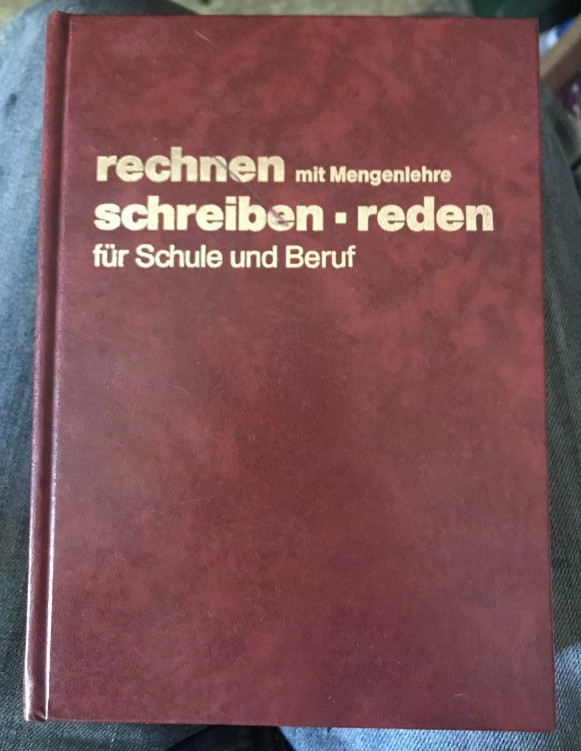 rechnen mit Mengenlehre
schreiben ▪ reden
für Schule und Beruf